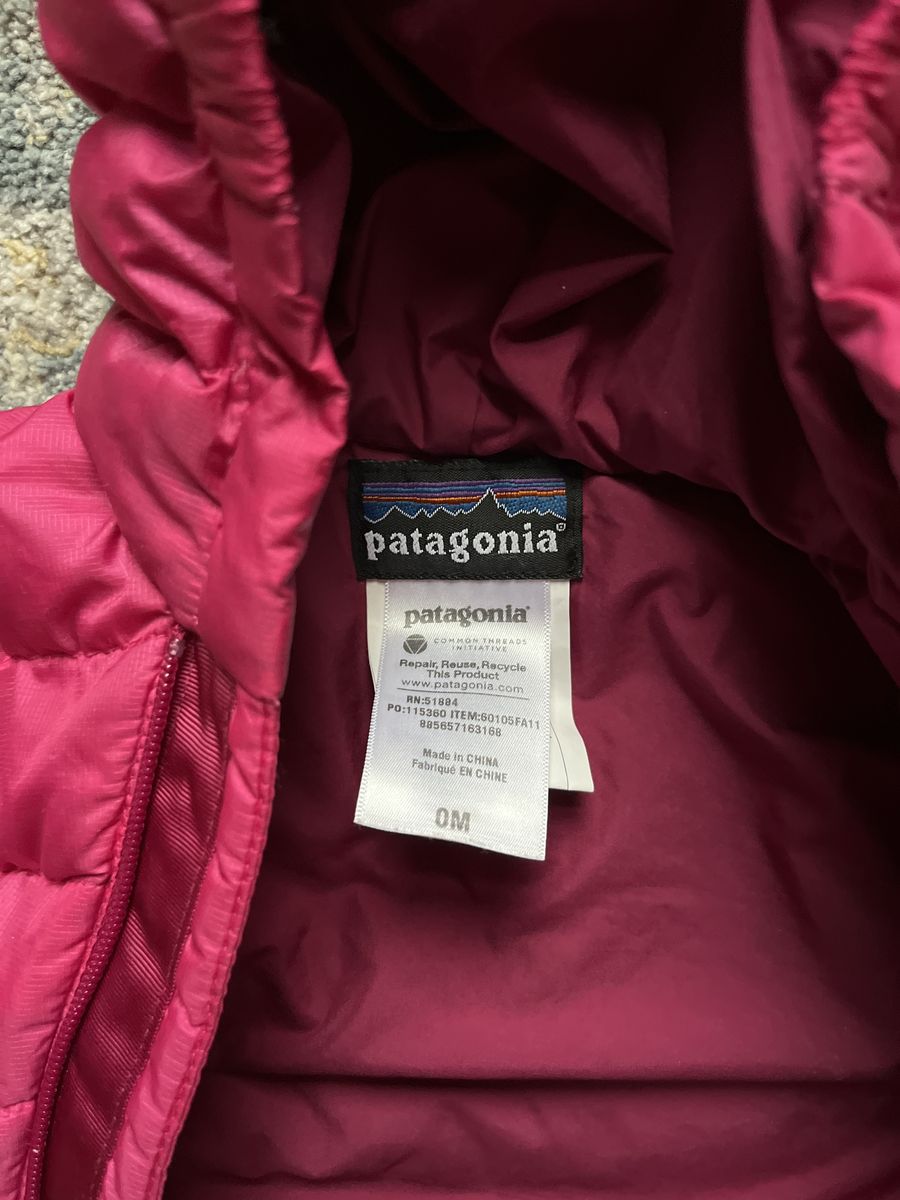 patagonia®
patagonia®
COMMON THREADS
INITIATIVE
Repair, Reuse, Recycle
This Product
www.patagonia.com
RN:51884
PO:115360 ITEM:60105FA11
885657163168
Made in CHINA
Fabriqué EN CHINE
0M